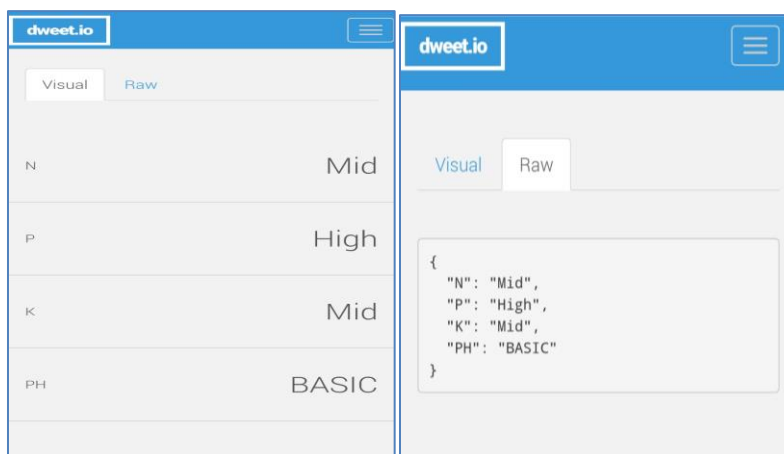 dweet.io
Visual Raw
N Mid
P High
K Mid
PH BASIC
dweet.io
Visual Raw
{
"N": "Mid",
"P": "High",
"K": "Mid",
"PH": "BASIC"
}